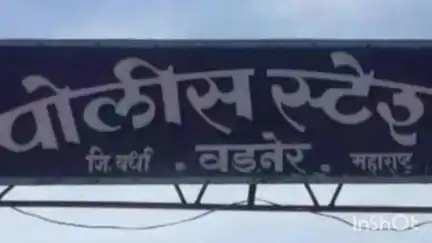 पोलीस स्टेश
जि. वर्धा . वडनेर . महाराष्ट्र
InShOt